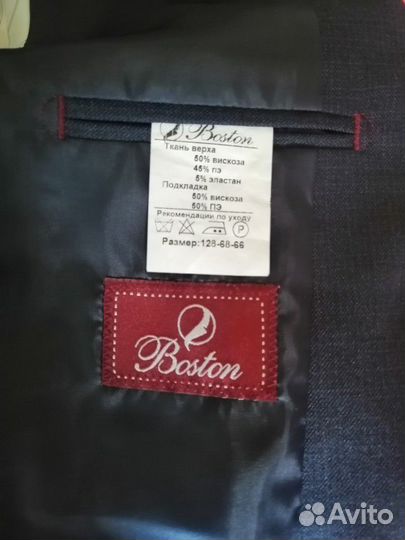 Boston
Ткань верха
50% вискоза
45% пэ
5% эластан
Подкладка
50% вискоза
50% ПЭ
Рекомендации по уходу
P
Размер:128-68-66
Boston
Avito